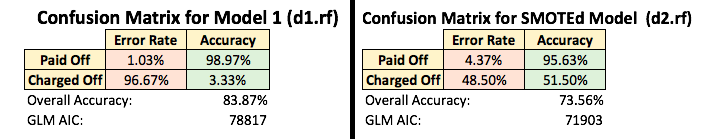 Confusion Matrix for Model 1 (d1.rf)
Error Rate Accuracy
Paid Off 1.03% 98.97%
Charged Off 96.67% 3.33%
Overall Accuracy: 83.87%
GLM AIC: 78817
Confusion Matrix for SMOTEd Model (d2.rf)
Error Rate Accuracy
Paid Off 4.37% 95.63%
Charged Off 48.50% 51.50%
Overall Accuracy: 73.56%
GLM AIC: 71903